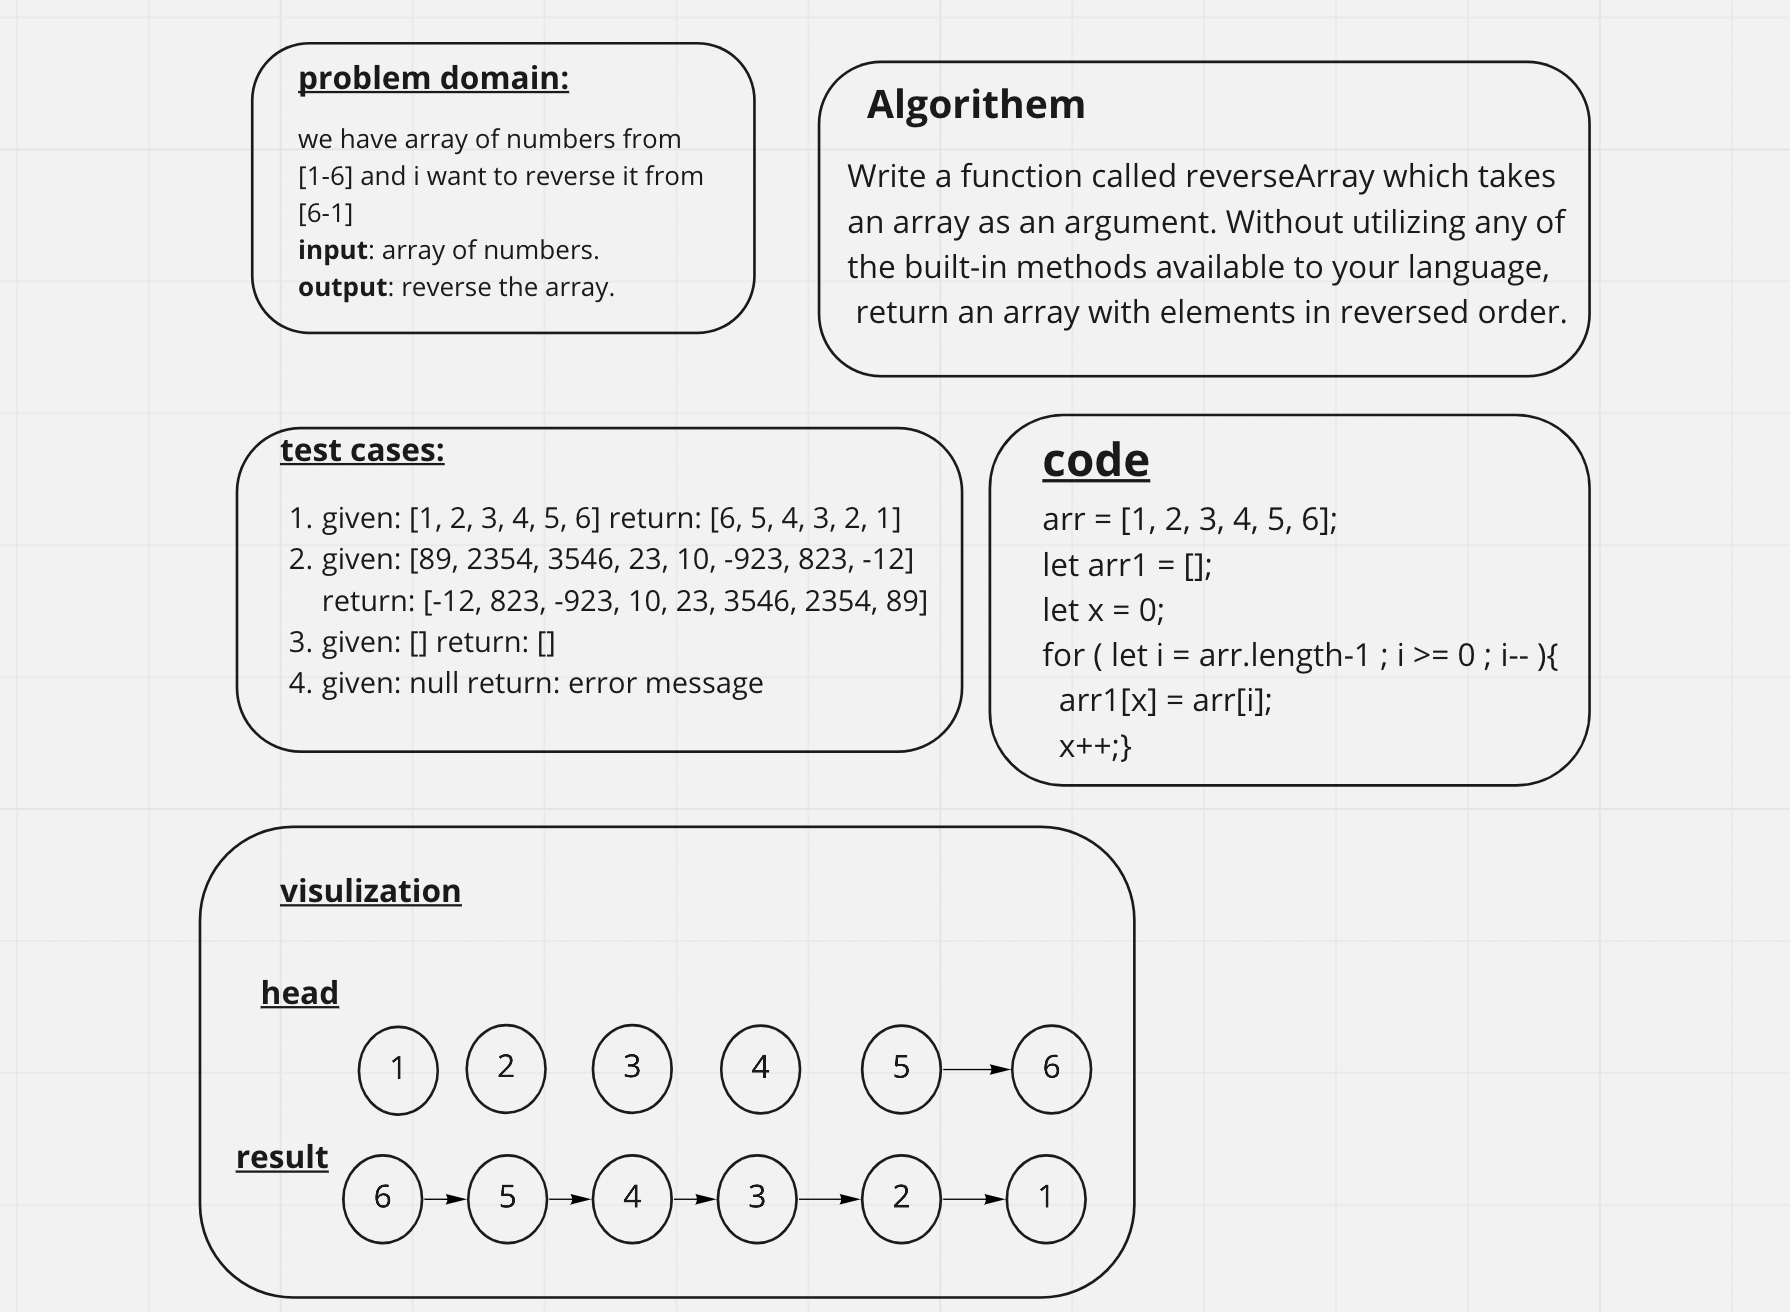 problem domain:
we have array of numbers from
[1-6] and i want to reverse it from
[6-1]
input: array of numbers.
output: reverse the array.
Algorithem
Write a function called reverseArray which takes
an array as an argument. Without utilizing any of
the built-in methods available to your language,
return an array with elements in reversed order.
test cases:
1. given: [1, 2, 3, 4, 5, 6] return: [6, 5, 4, 3, 2, 1]
2. given: [89, 2354, 3546, 23, 10, -923, 823, -12]
return: [-12, 823, -923, 10, 23, 3546, 2354, 89]
3. given: [] return: []
4. given: null return: error message
code
arr = [1, 2, 3, 4, 5, 6];
let arr1 = [];
let x = 0;
for ( let i = arr.length-1 ; i >= 0 ; i-- ){
arr1[x] = arr[i];
x++;}
visulization
head
1 2 3 4 5 6
result
6 5 4 3 2 1